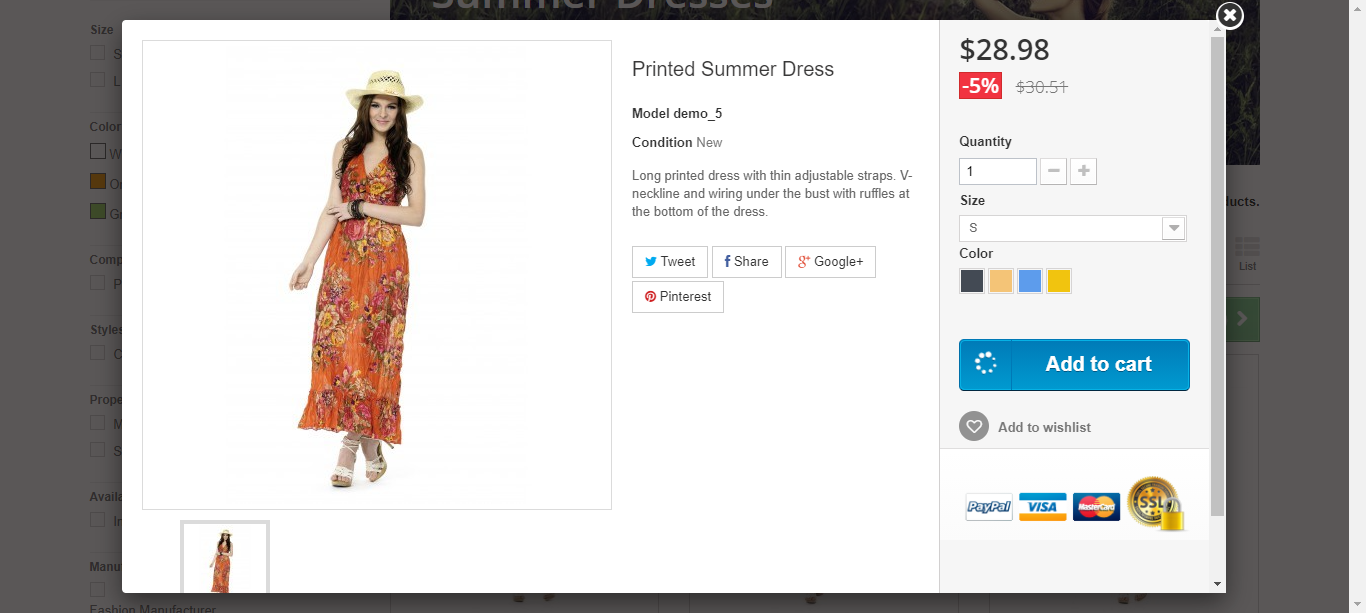 Summer Dresses
Size
S
L
Color
W
Or
Gr
Comp
P
Styles
C
Prope
M
S
Availa
In
Manu
Fashion Manufacturer
Printed Summer Dress
Model demo_5
Condition New
Long printed dress with thin adjustable straps. V-
neckline and wiring under the bust with ruffles at
the bottom of the dress.
Tweet
Share
Google+
Pinterest
$28.98
-5% $30.51
Quantity
1
Size
S
Color
Add to cart
Add to wishlist
PayPal VISA MasterCard SSL
ducts.
List